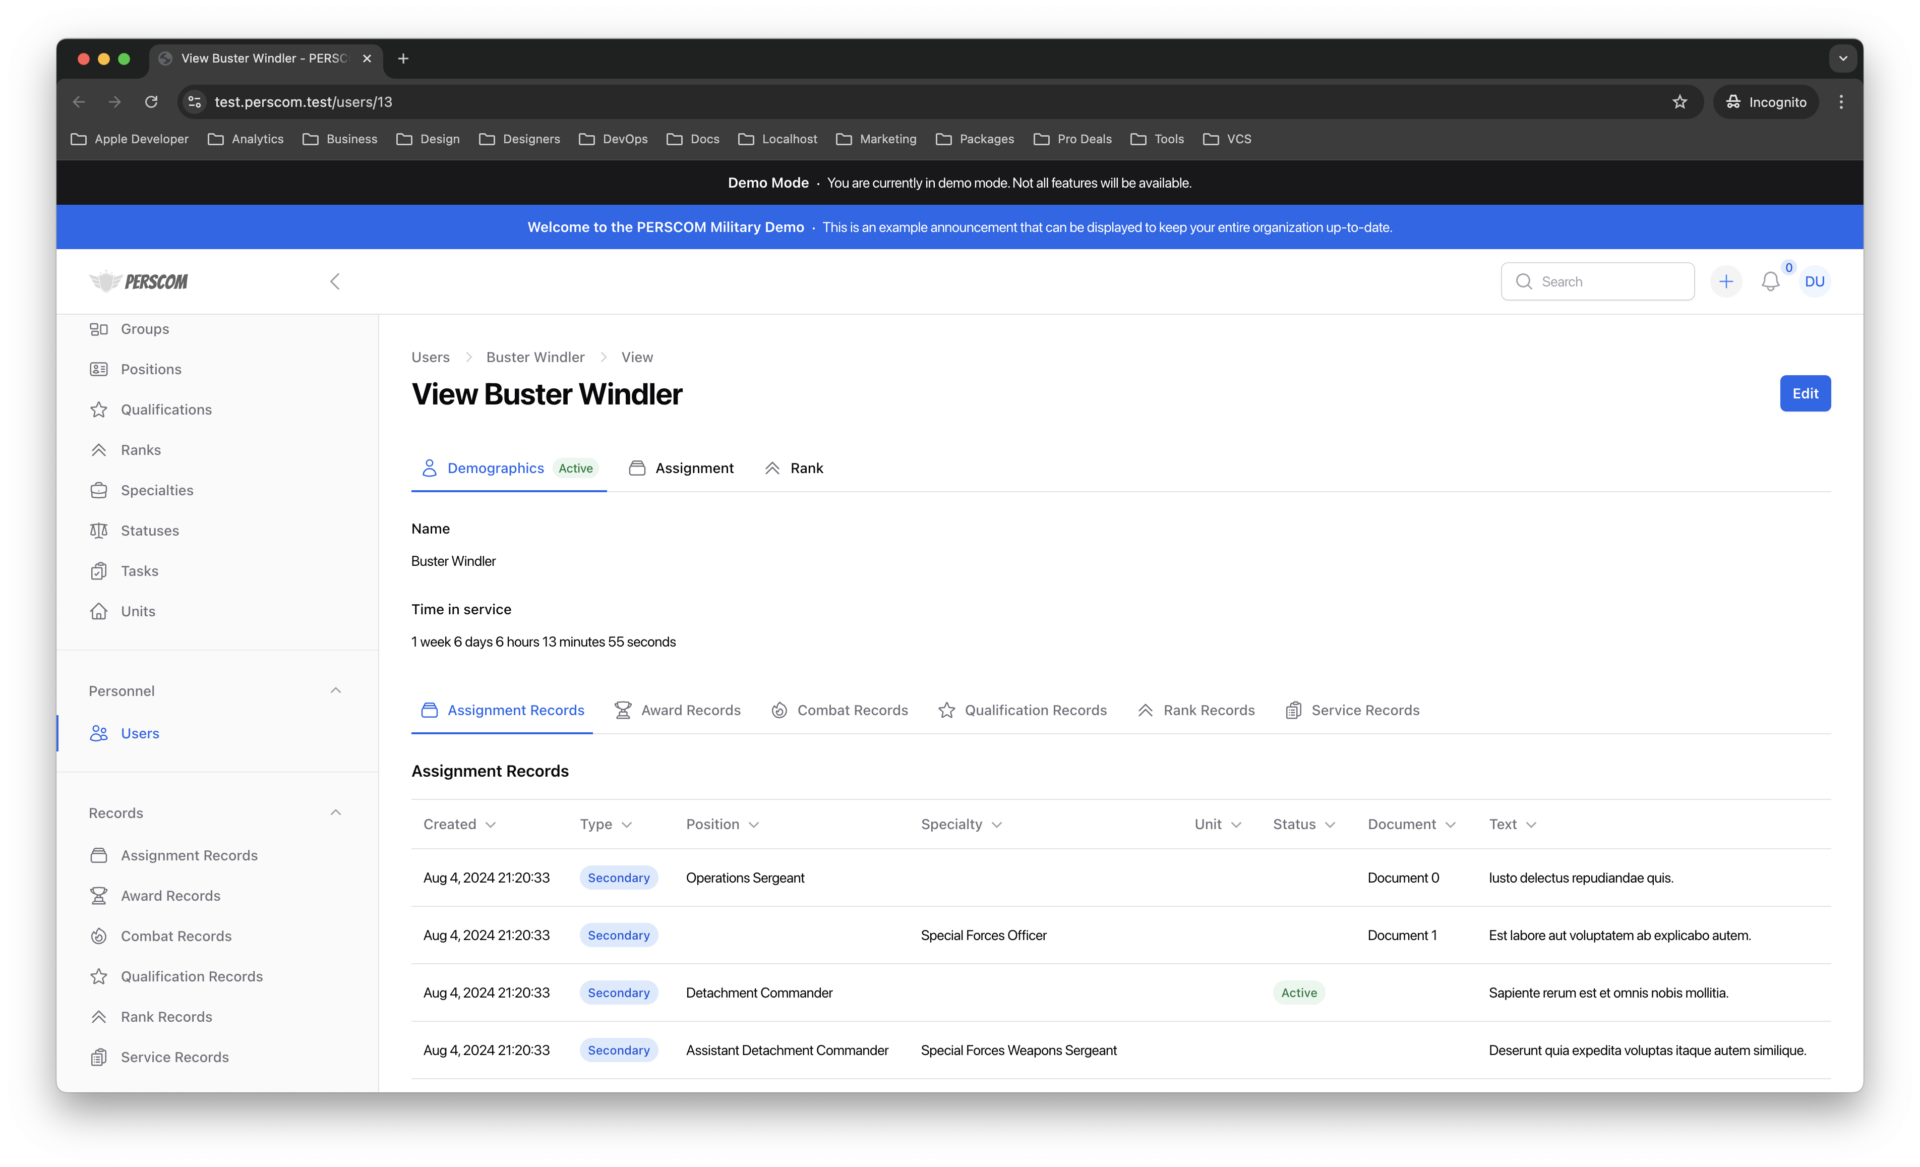 View Buster Windler - PERSC
test.perscom.test/users/13
Incognito
Apple Developer Analytics Business Design Designers DevOps Docs Localhost Marketing Packages Pro Deals Tools VCS
Demo Mode · You are currently in demo mode. Not all features will be available.
Welcome to the PERSCOM Military Demo · This is an example announcement that can be displayed to keep your entire organization up-to-date.
PERSCOM
Search
0
DU
Groups
Positions
Qualifications
Ranks
Specialties
Statuses
Tasks
Units
Personnel
Users
Records
Assignment Records
Award Records
Combat Records
Qualification Records
Rank Records
Service Records
Users > Buster Windler > View
View Buster Windler
Edit
Demographics Active Assignment Rank
Name
Buster Windler
Time in service
1 week 6 days 6 hours 13 minutes 55 seconds
Assignment Records Award Records Combat Records Qualification Records Rank Records Service Records
Assignment Records
Created Type Position Specialty Unit Status Document Text
Aug 4, 2024 21:20:33 Secondary Operations Sergeant Document 0 Iusto delectus repudiandae quis.
Aug 4, 2024 21:20:33 Secondary Special Forces Officer Document 1 Est labore aut voluptatem ab explicabo autem.
Aug 4, 2024 21:20:33 Secondary Detachment Commander Active Sapiente rerum est et omnis nobis mollitia.
Aug 4, 2024 21:20:33 Secondary Assistant Detachment Commander Special Forces Weapons Sergeant Deserunt quia expedita voluptas itaque autem similique.